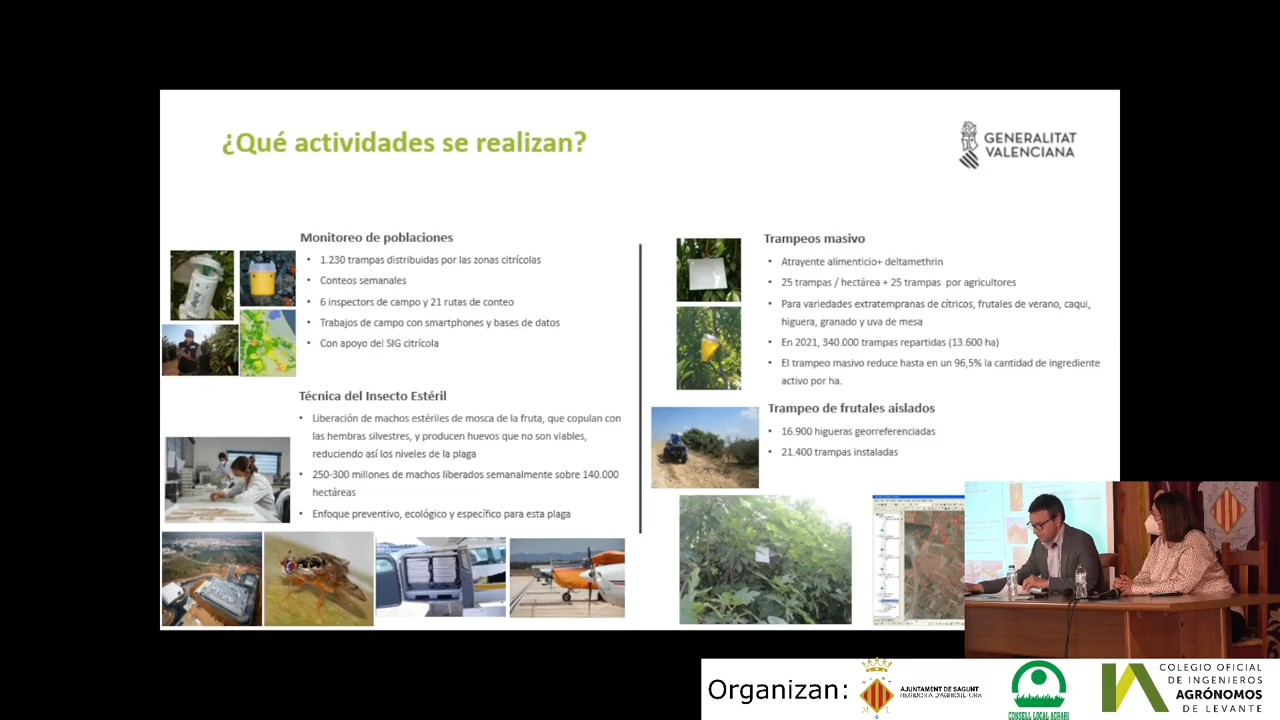 ¿Qué actividades se realizan?
GENERALITAT
VALENCIANA
Monitoreo de poblaciones
• 1.230 trampas distribuidas por las zonas citrícolas
• Conteos semanales
• 6 inspectors de campo y 21 rutas de conteo
• Trabajos de campo con smartphones y bases de datos
• Con apoyo del SIG citrícola
Técnica del Insecto Estéril
• Liberación de machos estériles de mosca de la fruta, que copulan con
las hembras silvestres, y producen huevos que no son viables,
reduciendo así los niveles de la plaga
• 250-300 millones de machos liberados semanalmente sobre 140.000
hectáreas
• Enfoque preventivo, ecológico y específico para esta plaga
Trampeos masivo
• Atrayente alimenticio+ deltamethrin
• 25 trampas / hectárea + 25 trampas por agricultores
• Para variedades extratempranas de cítricos, frutales de verano, caqui,
higuera, granado y uva de mesa
• En 2021, 340.000 trampas repartidas (13.600 ha)
• El trampeo masivo reduce hasta en un 96,5% la cantidad de ingrediente
activo por ha.
Trampeo de frutales aislados
• 16.900 higueras georreferenciadas
• 21.400 trampas instaladas
Organizan:
AJUNTAMENT DE SAGUNT
REGIDORIA D'AGRICULTURA
CONSELL LOCAL AGRARI
COLEGIO OFICIAL
DE INGENIEROS
AGRÓNOMOS
DE LEVANTE